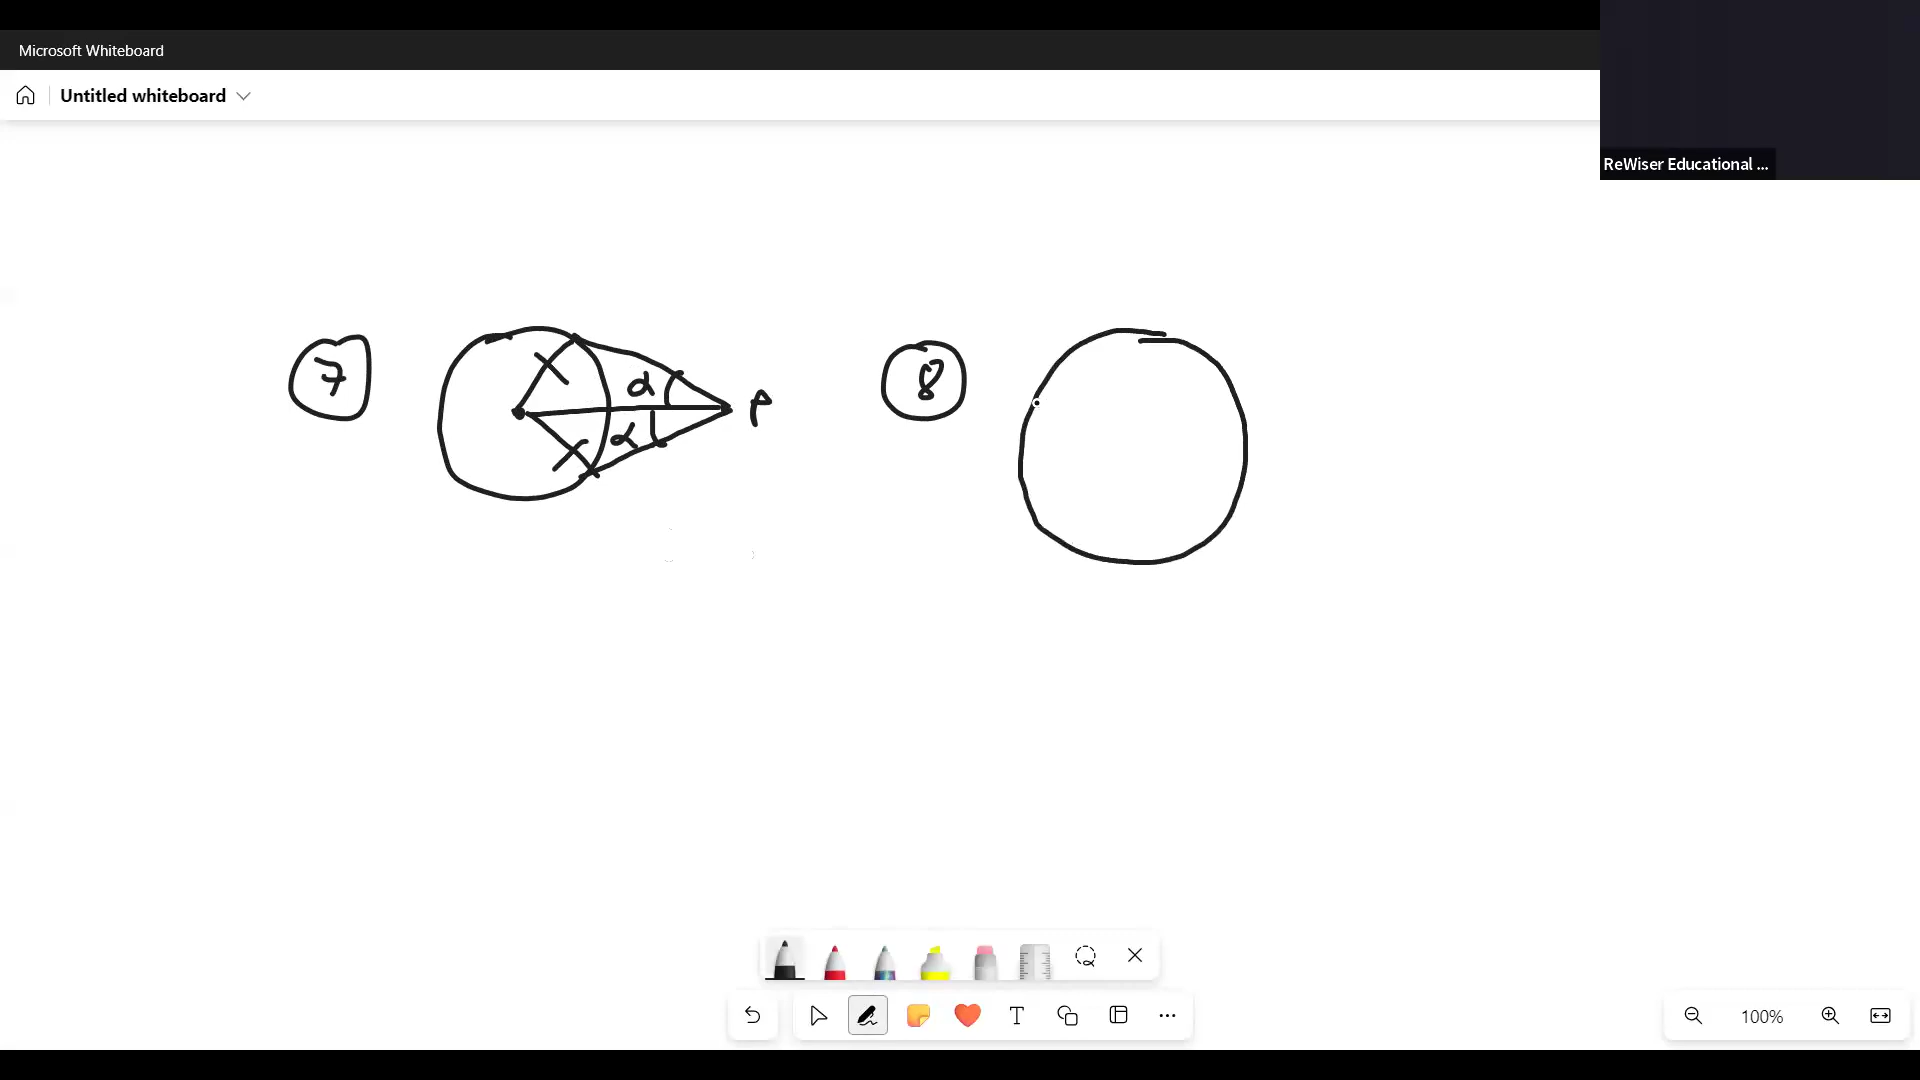 Microsoft Whiteboard
Untitled whiteboard
ReWiser Educational ...
7
α
α
P
8
100%